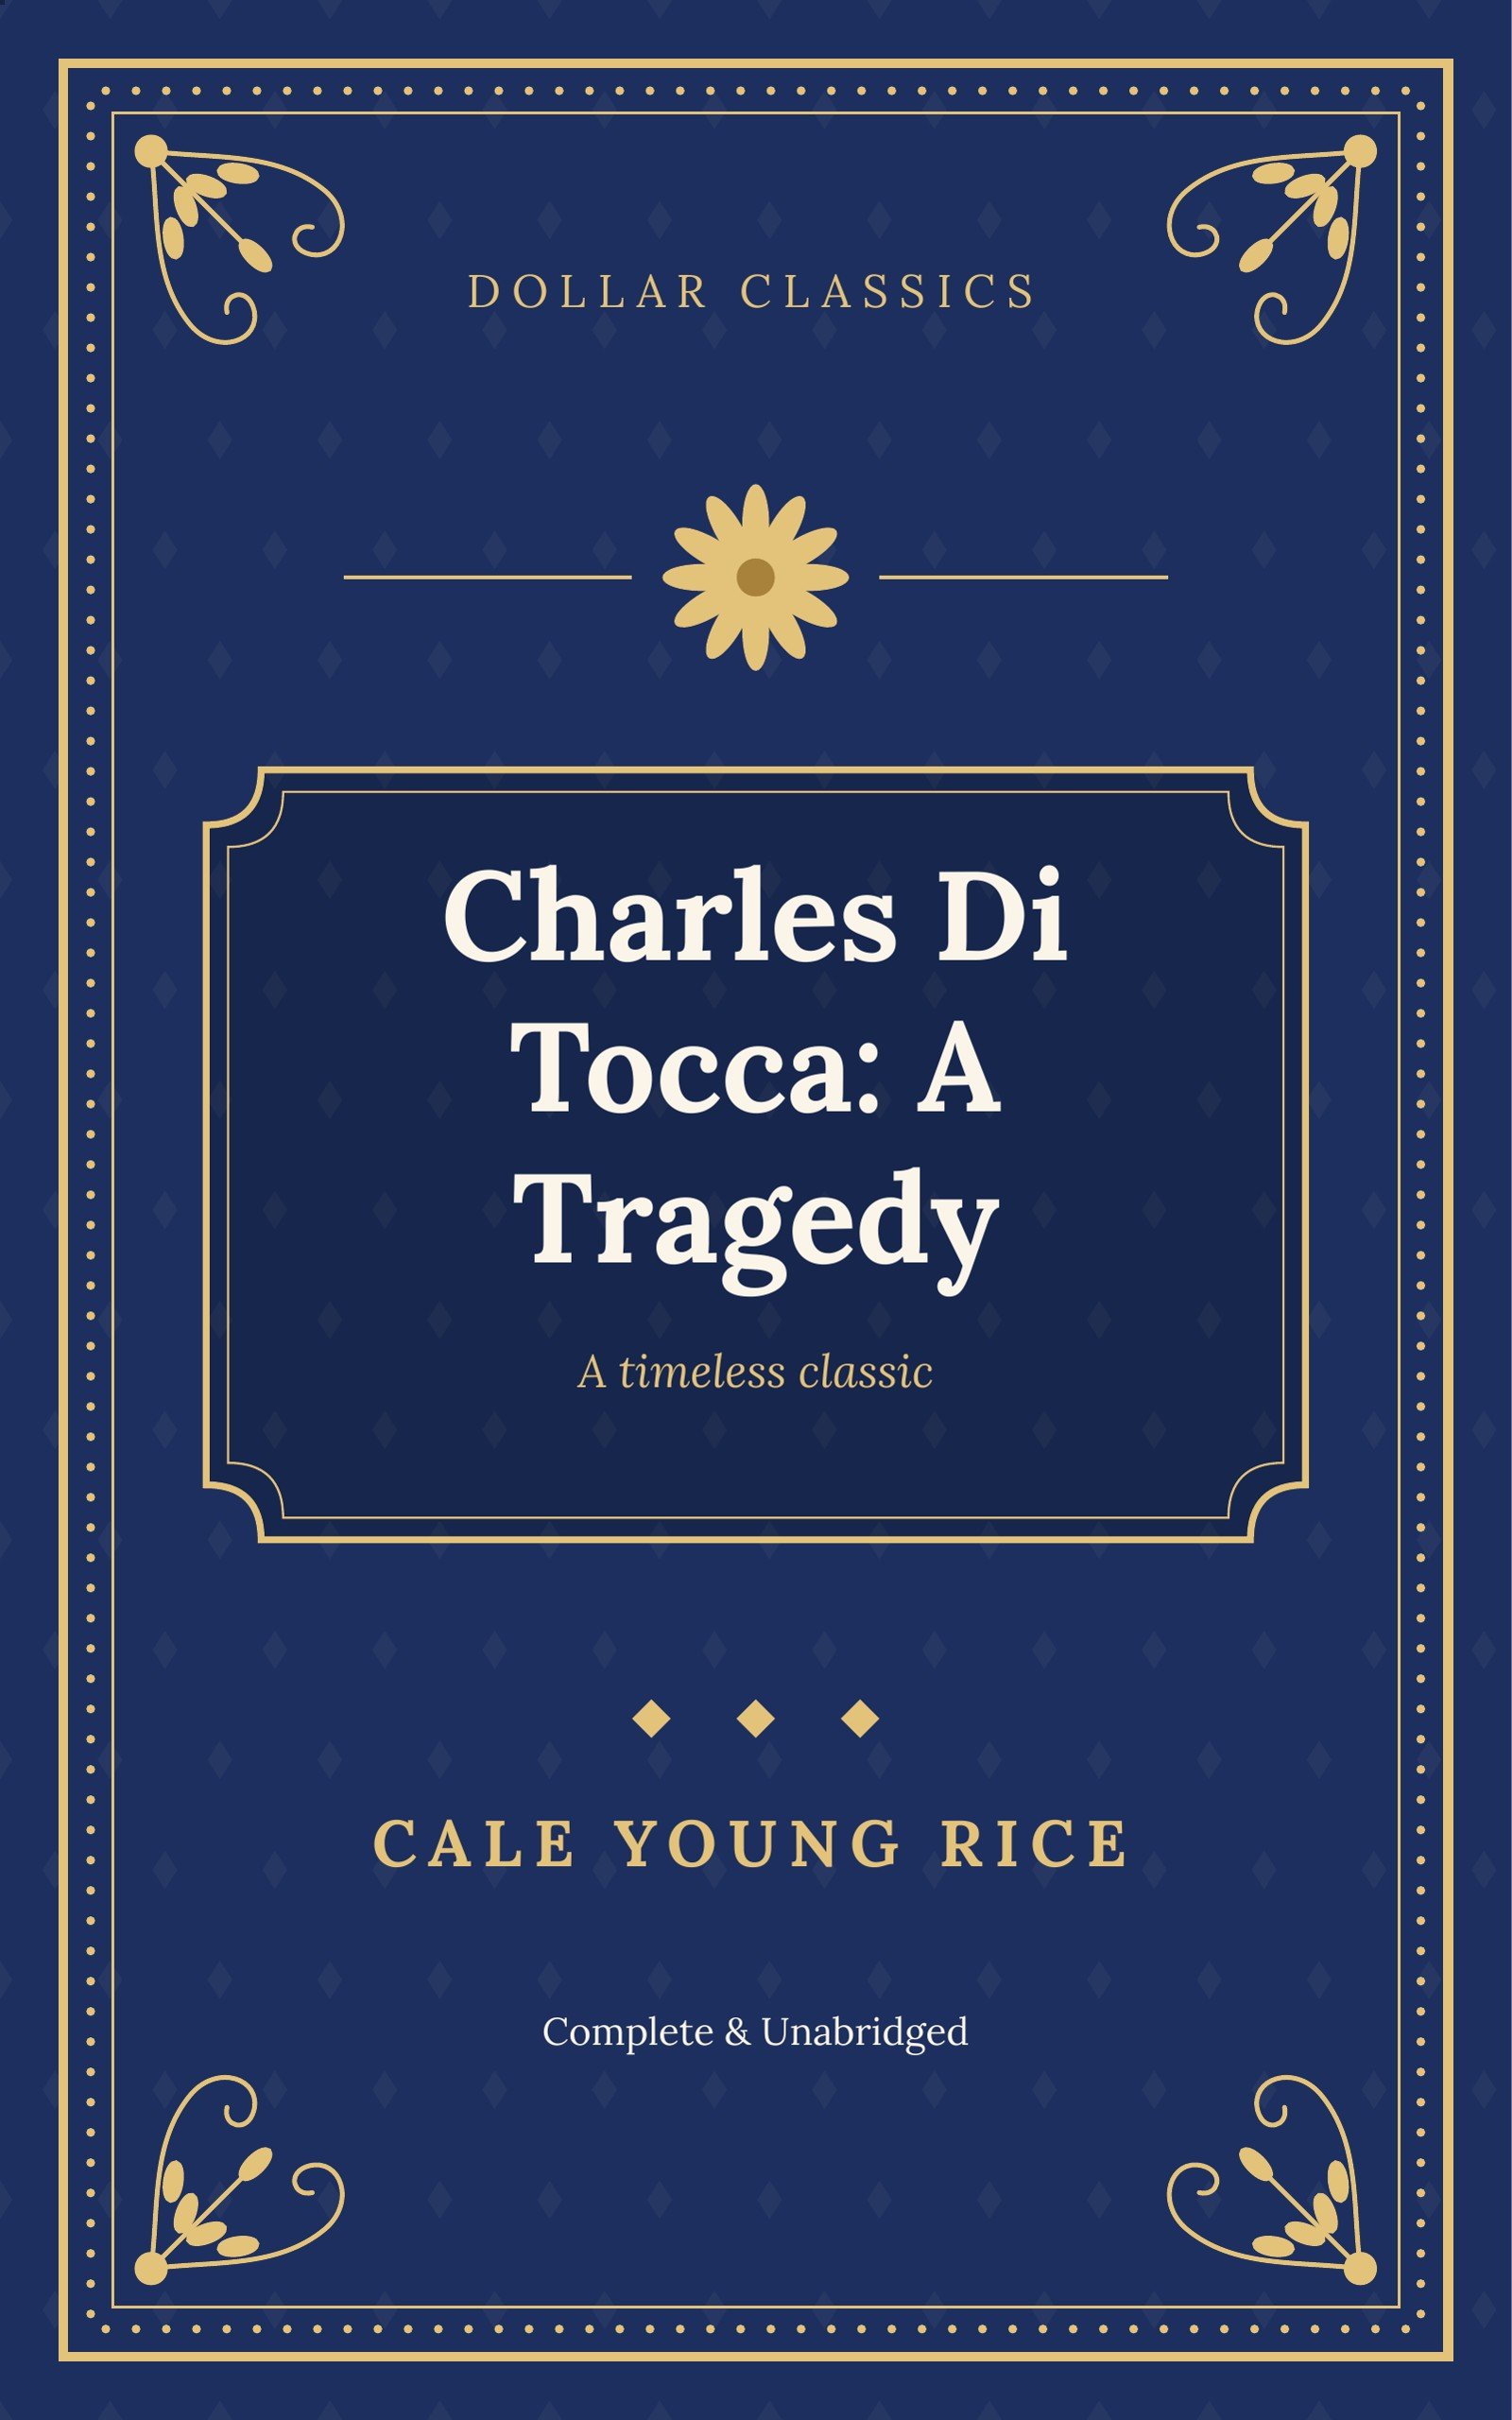 DOLLAR CLASSICS
Charles Di
Tocca: A
Tragedy
A timeless classic
CALE YOUNG RICE
Complete & Unabridged